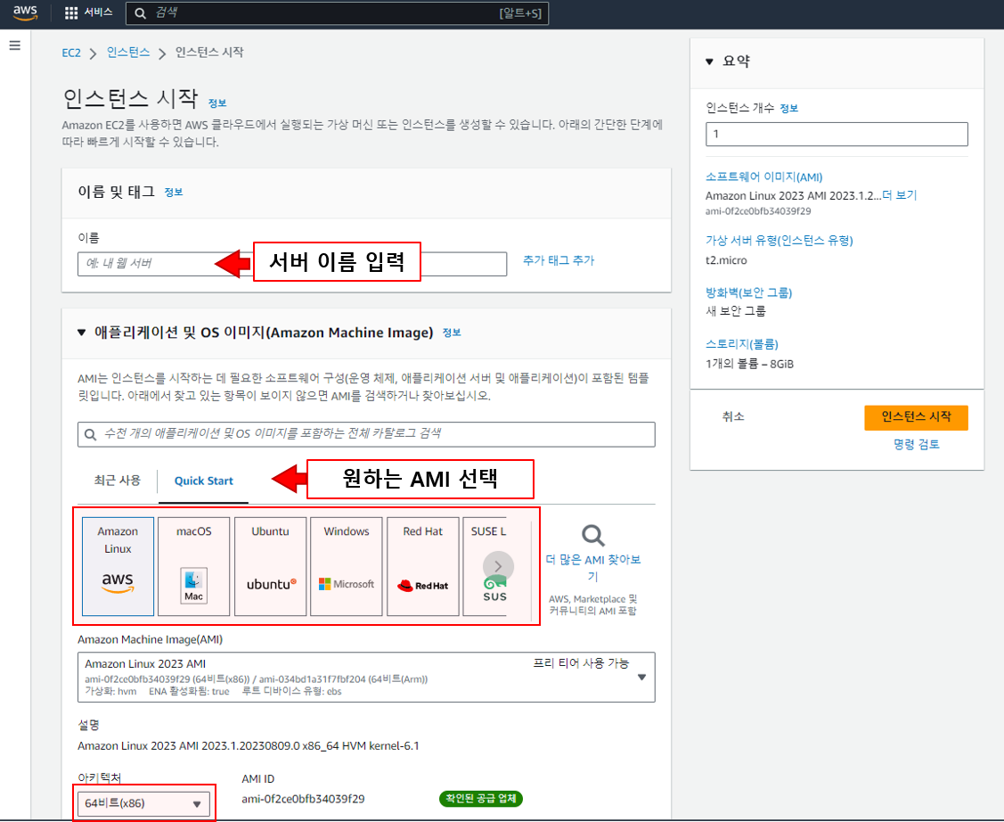 aws
서비스
검색
[알트+S]
EC2 > 인스턴스 > 인스턴스 시작
인스턴스 시작 정보
Amazon EC2를 사용하면 AWS 클라우드에서 실행되는 가상 머신 또는 인스턴스를 생성할 수 있습니다. 아래의 간단한 단계에
따라 빠르게 시작할 수 있습니다.
이름 및 태그 정보
이름
예: 내 웹 서버
서버 이름 입력
추가 태그 추가
애플리케이션 및 OS 이미지(Amazon Machine Image) 정보
AMI는 인스턴스를 시작하는 데 필요한 소프트웨어 구성(운영 체제, 애플리케이션 서버 및 애플리케이션)이 포함된 템플
릿입니다. 아래에서 찾고 있는 항목이 보이지 않으면 AMI를 검색하거나 찾아보십시오.
수천 개의 애플리케이션 및 OS 이미지를 포함하는 전체 카탈로그 검색
최근 사용
Quick Start
원하는 AMI 선택
Amazon
Linux
aws
macOS
Mac
Ubuntu
ubuntu
Windows
Microsoft
Red Hat
Red Hat
SUSE L
SUS
더 많은 AMI 찾아보
기
AWS, Marketplace 및
커뮤니티의 AMI 포함
Amazon Machine Image(AMI)
Amazon Linux 2023 AMI
프리 티어 사용 가능
ami-0f2ce0bfb34039f29 (64비트(x86)) / ami-034bd1a31f7fbf204 (64비트(Arm))
가상화: hvm ENA 활성화됨: true 루트 디바이스 유형: ebs
설명
Amazon Linux 2023 AMI 2023.1.20230809.0 x86_64 HVM kernel-6.1
아키텍처
AMI ID
64비트(x86)
ami-0f2ce0bfb34039f29
확인된 공급 업체
요약
인스턴스 개수 정보
1
소프트웨어 이미지(AMI)
Amazon Linux 2023 AMI 2023.1.2...더 보기
ami-0f2ce0bfb34039f29
가상 서버 유형(인스턴스 유형)
t2.micro
방화벽(보안 그룹)
새 보안 그룹
스토리지(볼륨)
1개의 볼륨 – 8GiB
취소
인스턴스 시작
명령 검토